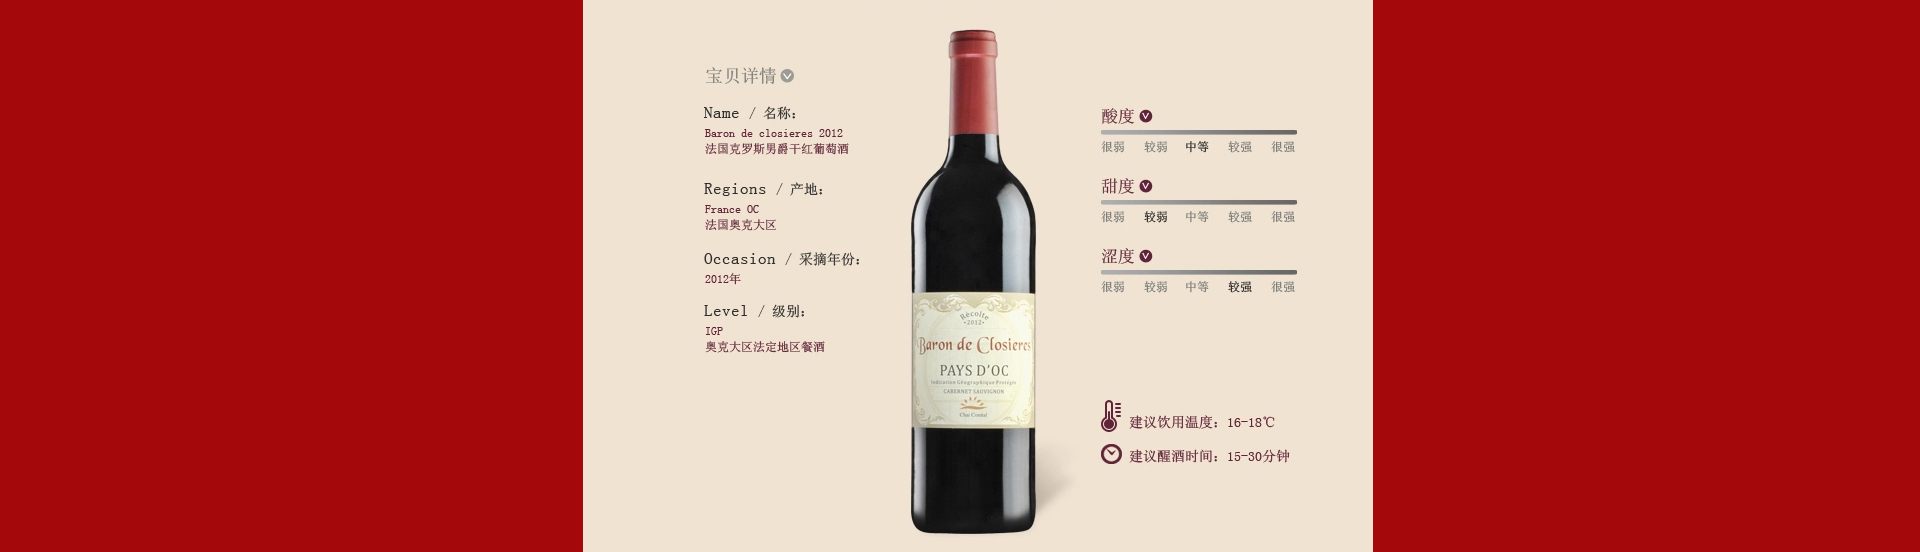 宝贝详情
Name / 名称:
Baron de closieres 2012
法国克罗斯男爵干红葡萄酒
Regions / 产地:
France OC
法国奥克大区
Occasion / 采摘年份:
2012年
Level / 级别:
IGP
奥克大区法定地区餐酒
Récolte
·2012·
Baron de Closieres
PAYS D'OC
Indication Géographique Protégée
CABERNET SAUVIGNON
酸度
很弱 较弱 中等 较强 很强
甜度
很弱 较弱 中等 较强 很强
涩度
很弱 较弱 中等 较强 很强
建议饮用温度: 16-18℃
建议醒酒时间: 15-30分钟